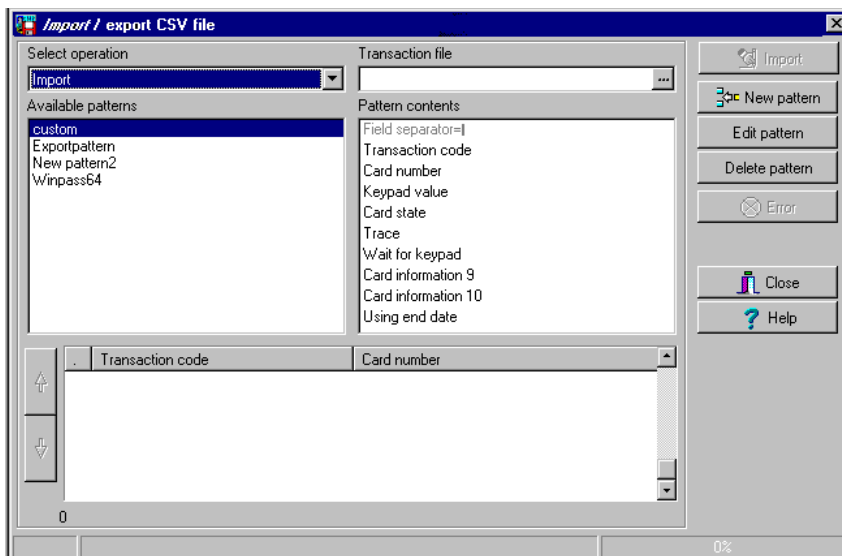 Import / export CSV file
Select operation
Import
Transaction file
...
Available patterns
custom
Exportpattern
New pattern2
Winpass64
Pattern contents
Field separator=|
Transaction code
Card number
Keypad value
Card state
Trace
Wait for keypad
Card information 9
Card information 10
Using end date
Import
New pattern
Edit pattern
Delete pattern
Error
Close
? Help
. Transaction code Card number
0
0%